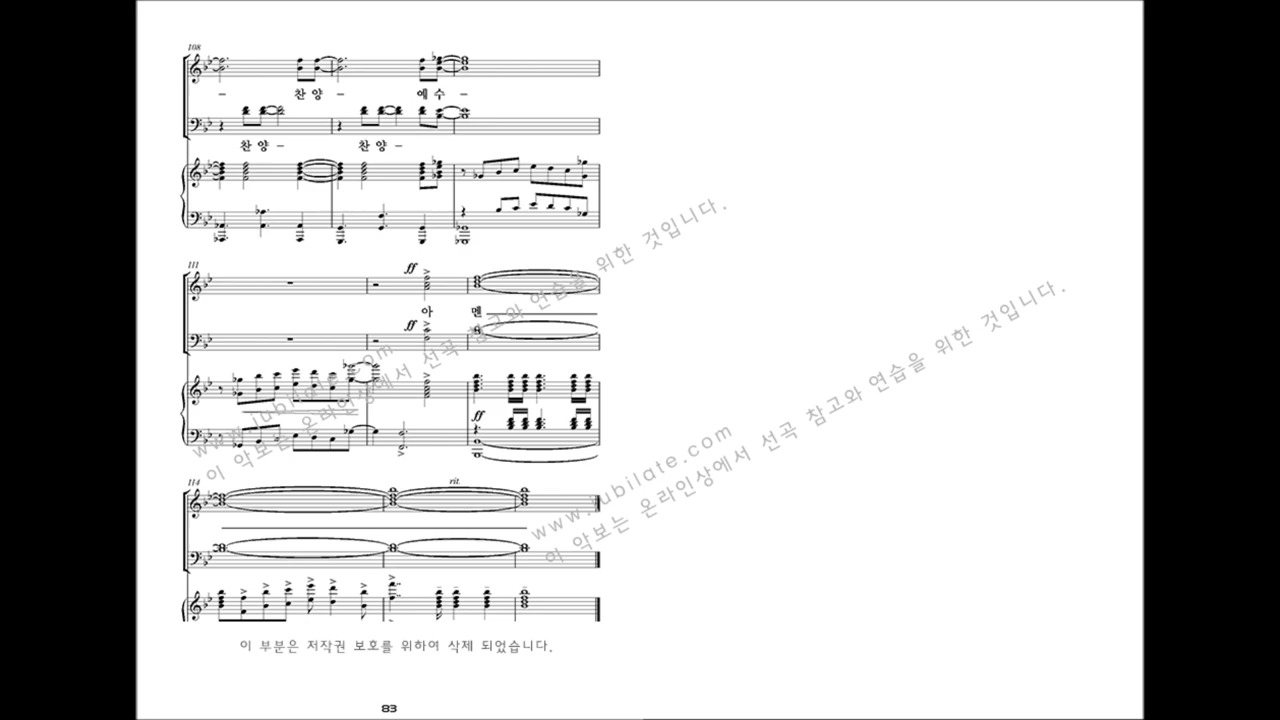 108
– 찬 양 – 예 수 –
찬 양 – 찬 양 –
111
ff
아 멘
ff
ff
www.jubilate.com
이 악보는 온라인상에서 선곡 참고와 연습을 위한 것입니다.
114
rit.
www.jubilate.com
이 악보는 온라인상에서 선곡 참고와 연습을 위한 것입니다.
이 부분은 저작권 보호를 위하여 삭제 되었습니다.
83